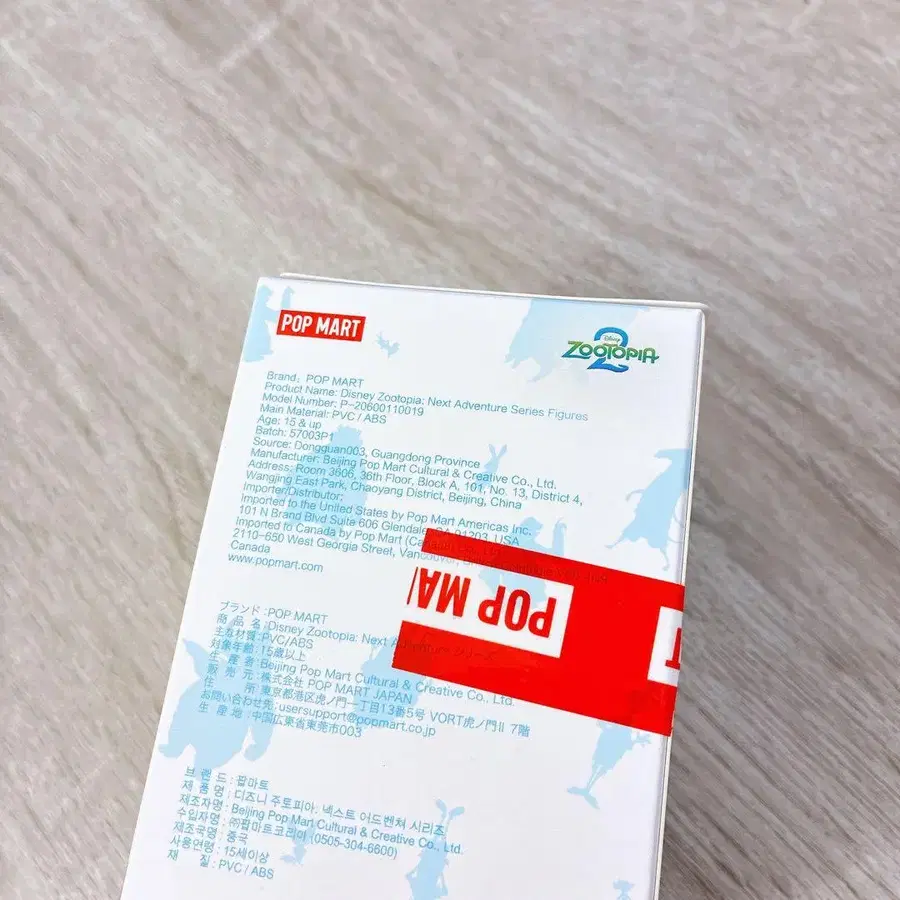 POP MART
Disney
ZOOTOPIA 2
Brand: POP MART
Product Name: Disney Zootopia: Next Adventure Series Figures
Model Number: P-20600110019
Main Material: PVC / ABS
Age: 15 & up
Batch: 57003P1
Source: Dongguan003, Guangdong Province
Manufacturer: Beijing Pop Mart Cultural & Creative Co., Ltd.
Address: Room 3606, 36th Floor, Block A, 101, No. 13, District 4,
Wangjing East Park, Chaoyang District, Beijing, China
Importer/Distributor:
Imported to the United States by Pop Mart Americas Inc.
101 N Brand Blvd Suite 606 Glendale, CA 91203, USA
Imported to Canada by Pop Mart (Canada)
2110-650 West Georgia Street, Vancouver,
Canada
www.popmart.com
POP MA
T
ブランド:POP MART
商品名:Disney Zootopia: Next Adventure シリーズ
主な材質:PVC/ABS
対象年齢:15歳以上
生産者:Beijing Pop Mart Cultural & Creative Co., Ltd.
販売元:株式会社 POP MART JAPAN
住所:東京都港区虎ノ門一丁目13番5号 VORT虎ノ門II 7階
お問い合わせ先:usersupport@popmart.co.jp
生産地:中国広東省東莞市003
브랜드:팝마트
제품명:디즈니 주토피아: 넥스트 어드벤쳐 시리즈
제조자명:Beijing Pop Mart Cultural & Creative Co., Ltd.
수입자명:㈜팝마트코리아 (0505-304-6600)
제조국명:중국
사용연령:15세이상
재질:PVC / ABS